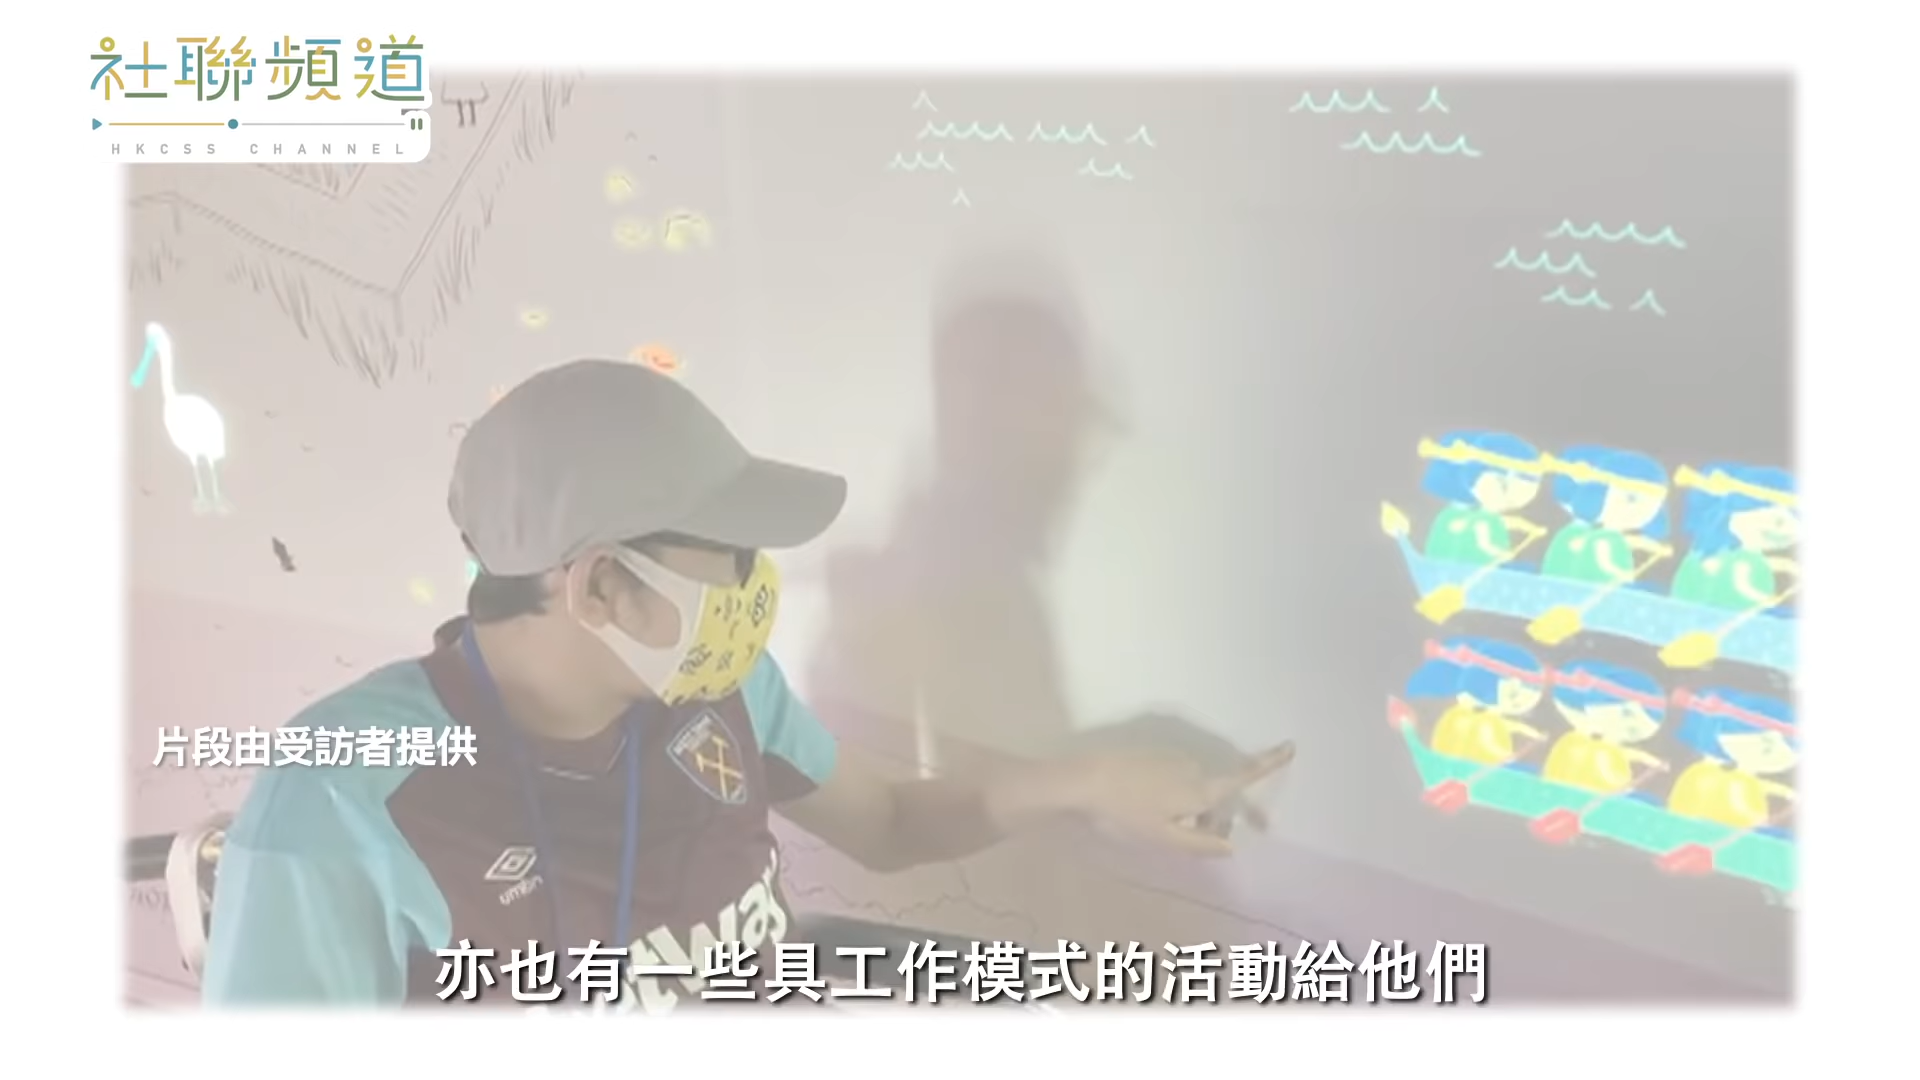 社聯頻道
HKCSS CHANNEL
片段由受訪者提供
umbro
亦也有一些具工作模式的活動給他們